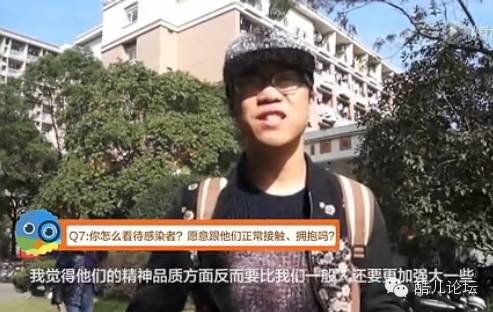 Q7:你怎么看待感染者？愿意跟他们正常接触、拥抱吗？
我觉得他们的精神品质方面反而要比我们一般人还要更加强大一些
酷儿论坛